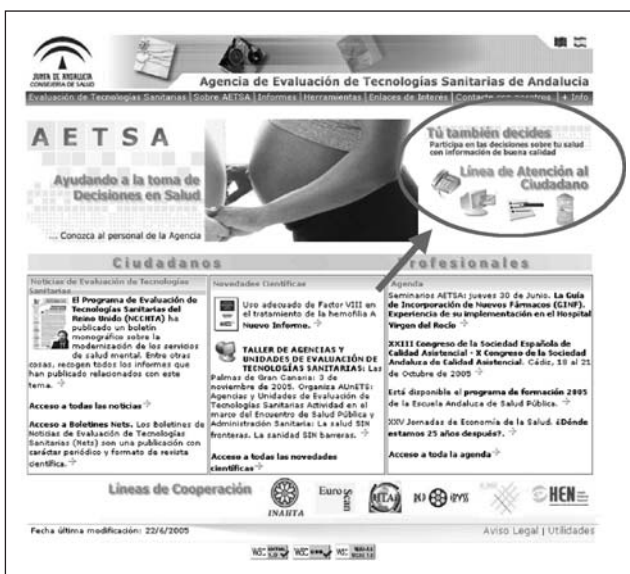 JUNTA DE ANDALUCIA
CONSEJERIA DE SALUD
Agencia de Evaluación de Tecnologías Sanitarias de Andalucia
Evaluación de Tecnologías Sanitarias | Sobre AETSA | Informes | Herramientas | Enlaces de Interés | Contacte con nosotros | + Info
AETSA
Ayudando a la toma de
Decisiones en Salud
... Conozca al personal de la Agencia
Tú también decides
Participa en las decisiones sobre tu salud
con información de buena calidad
Línea de Atención al
Ciudadano
Ciudadanos
Profesionales
Noticias de Evaluación de Tecnologías
Sanitarias
El Programa de Evaluación de
Tecnologías Sanitarias del
Reino Unido (NCCHTA) ha
publicado un boletín
monográfico sobre la
modernización de los servicios
de salud mental. Entre otras
cosas, recogen todos los informes que
han publicado relacionados con este
tema.
Acceso a todas las noticias
Acceso a Boletines Nets. Los Boletines de
Noticias de Evaluación de Tecnologías
Sanitarias (Nets) son una publicación con
carácter periódico y formato de revista
científica.
Novedades Científicas
Uso adecuado de Factor VIII en
el tratamiento de la hemofilia A
Nuevo Informe.
TALLER DE AGENCIAS Y
UNIDADES DE EVALUACIÓN DE
TECNOLOGÍAS SANITARIAS: Las
Palmas de Gran Canaria: 3 de
noviembre de 2005. Organiza AUnETS:
Agencias y Unidades de Evaluación de
Tecnologías Sanitarias Actividad en el
marco del Encuentro de Salud Pública y
Administración Sanitaria: La salud SIN
fronteras. La sanidad SIN barreras.
Acceso a todas las novedades
científicas
Agenda
Seminarios AETSA: jueves 30 de Junio. La Guía
de Incorporación de Nuevos Fármacos (GINF).
Experiencia de su implementación en el Hospital
Virgen del Rocío
XXIII Congreso de la Sociedad Española de
Calidad Asistencial - X Congreso de la Sociedad
Andaluza de Calidad Asistencial. Cádiz, 18 al 21
de Octubre de 2005
Está disponible el programa de formación 2005
de la Escuela Andaluza de Salud Pública.
XXV Jornadas de Economía de la Salud. ¿Dónde
estamos 25 años después?.
Acceso a toda la agenda
Líneas de Cooperación
INAHTA
Euro Scan
HEN
Fecha última modificación: 22/6/2005
Aviso Legal | Utilidades